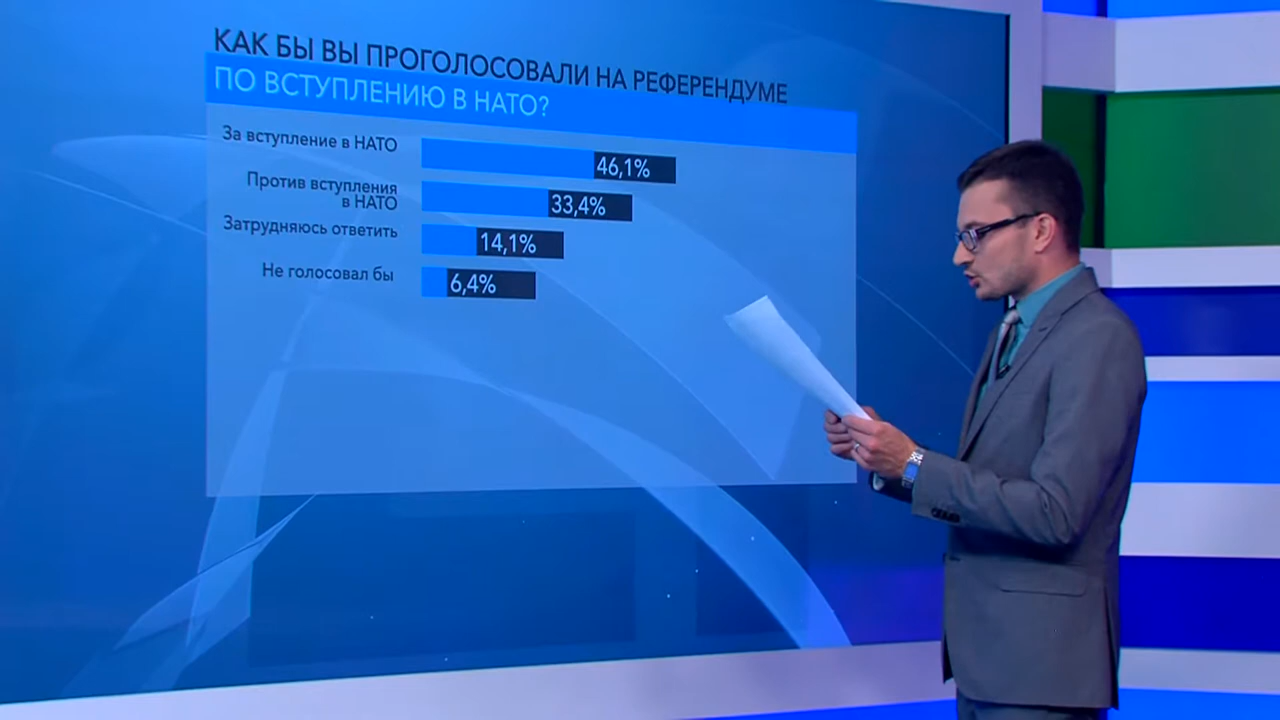 КАК БЫ ВЫ ПРОГОЛОСОВАЛИ НА РЕФЕРЕНДУМЕ
ПО ВСТУПЛЕНИЮ В НАТО?
За вступление в НАТО
46,1%
Против вступления
в НАТО
33,4%
Затрудняюсь ответить
14,1%
Не голосовал бы
6,4%